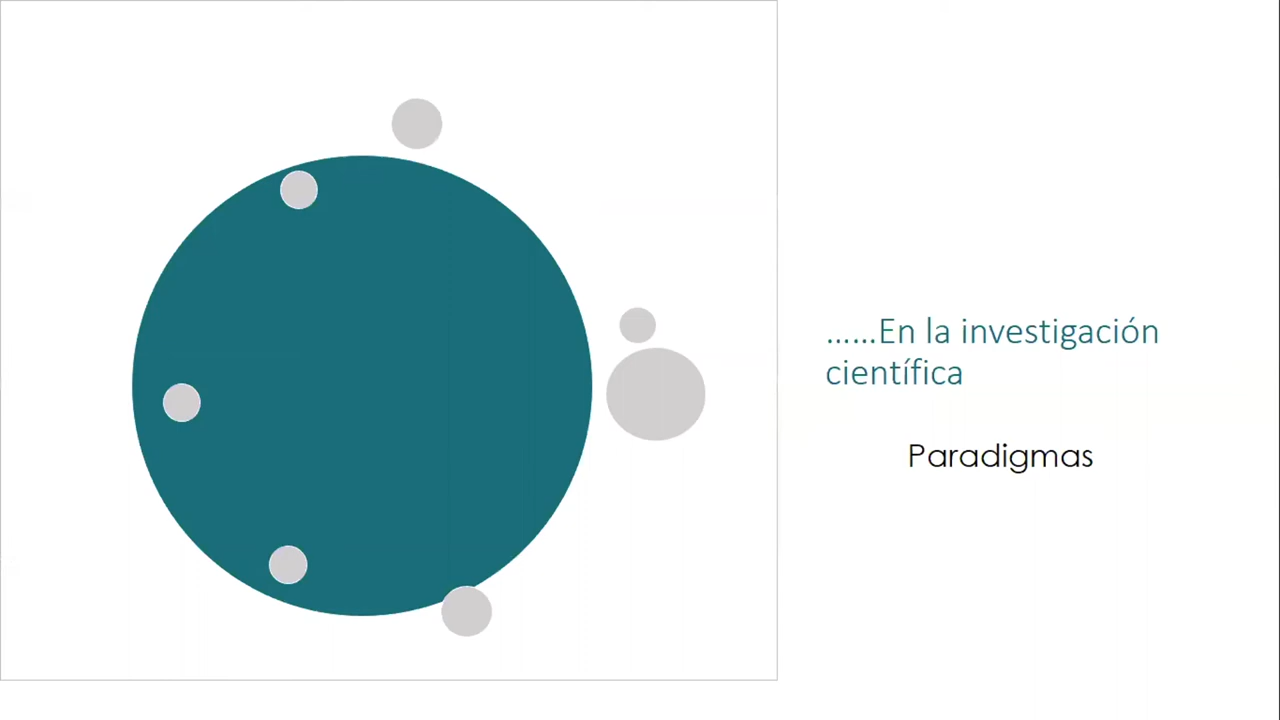 ......En la investigación
científica
Paradigmas